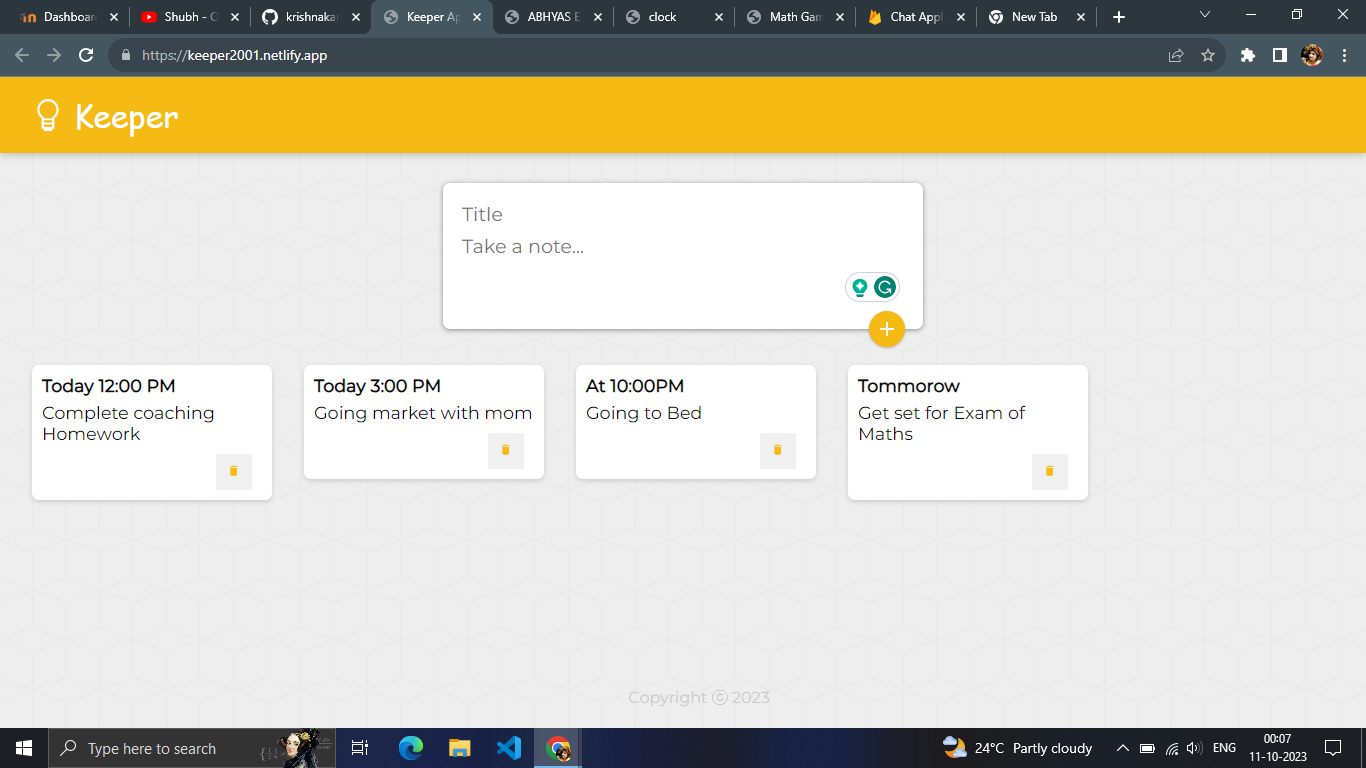 Dashboar
Shubh - O
krishnakar
Keeper Ap
ABHYAS E
clock
Math Gam
Chat Appl
New Tab
https://keeper2001.netlify.app
Keeper
Title
Take a note...
Today 12:00 PM
Complete coaching
Homework
Today 3:00 PM
Going market with mom
At 10:00PM
Going to Bed
Tommorow
Get set for Exam of
Maths
Copyright ⓒ 2023
Type here to search
24°C Partly cloudy
ENG
00:07
11-10-2023